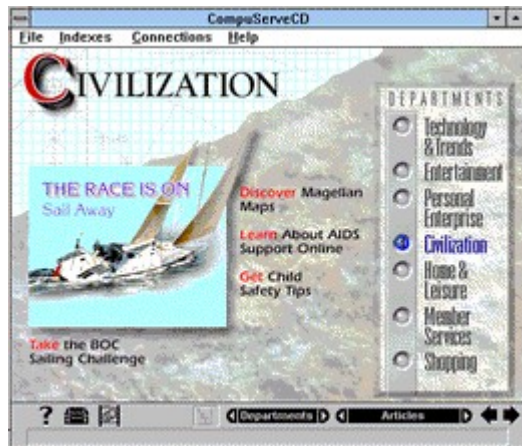 CompuServeCD
File Indexes Connections Help
CIVILIZATION
THE RACE IS ON
Sail Away
Discover Magellan
Maps
Learn About AIDS
Support Online
Get Child
Safety Tips
Take the BOC
Sailing Challenge
DEPARTMENTS
Technology
& Trends
Entertainment
Personal
Enterprise
Civilization
Home &
Leisure
Member
Services
Shopping
? Departments Articles